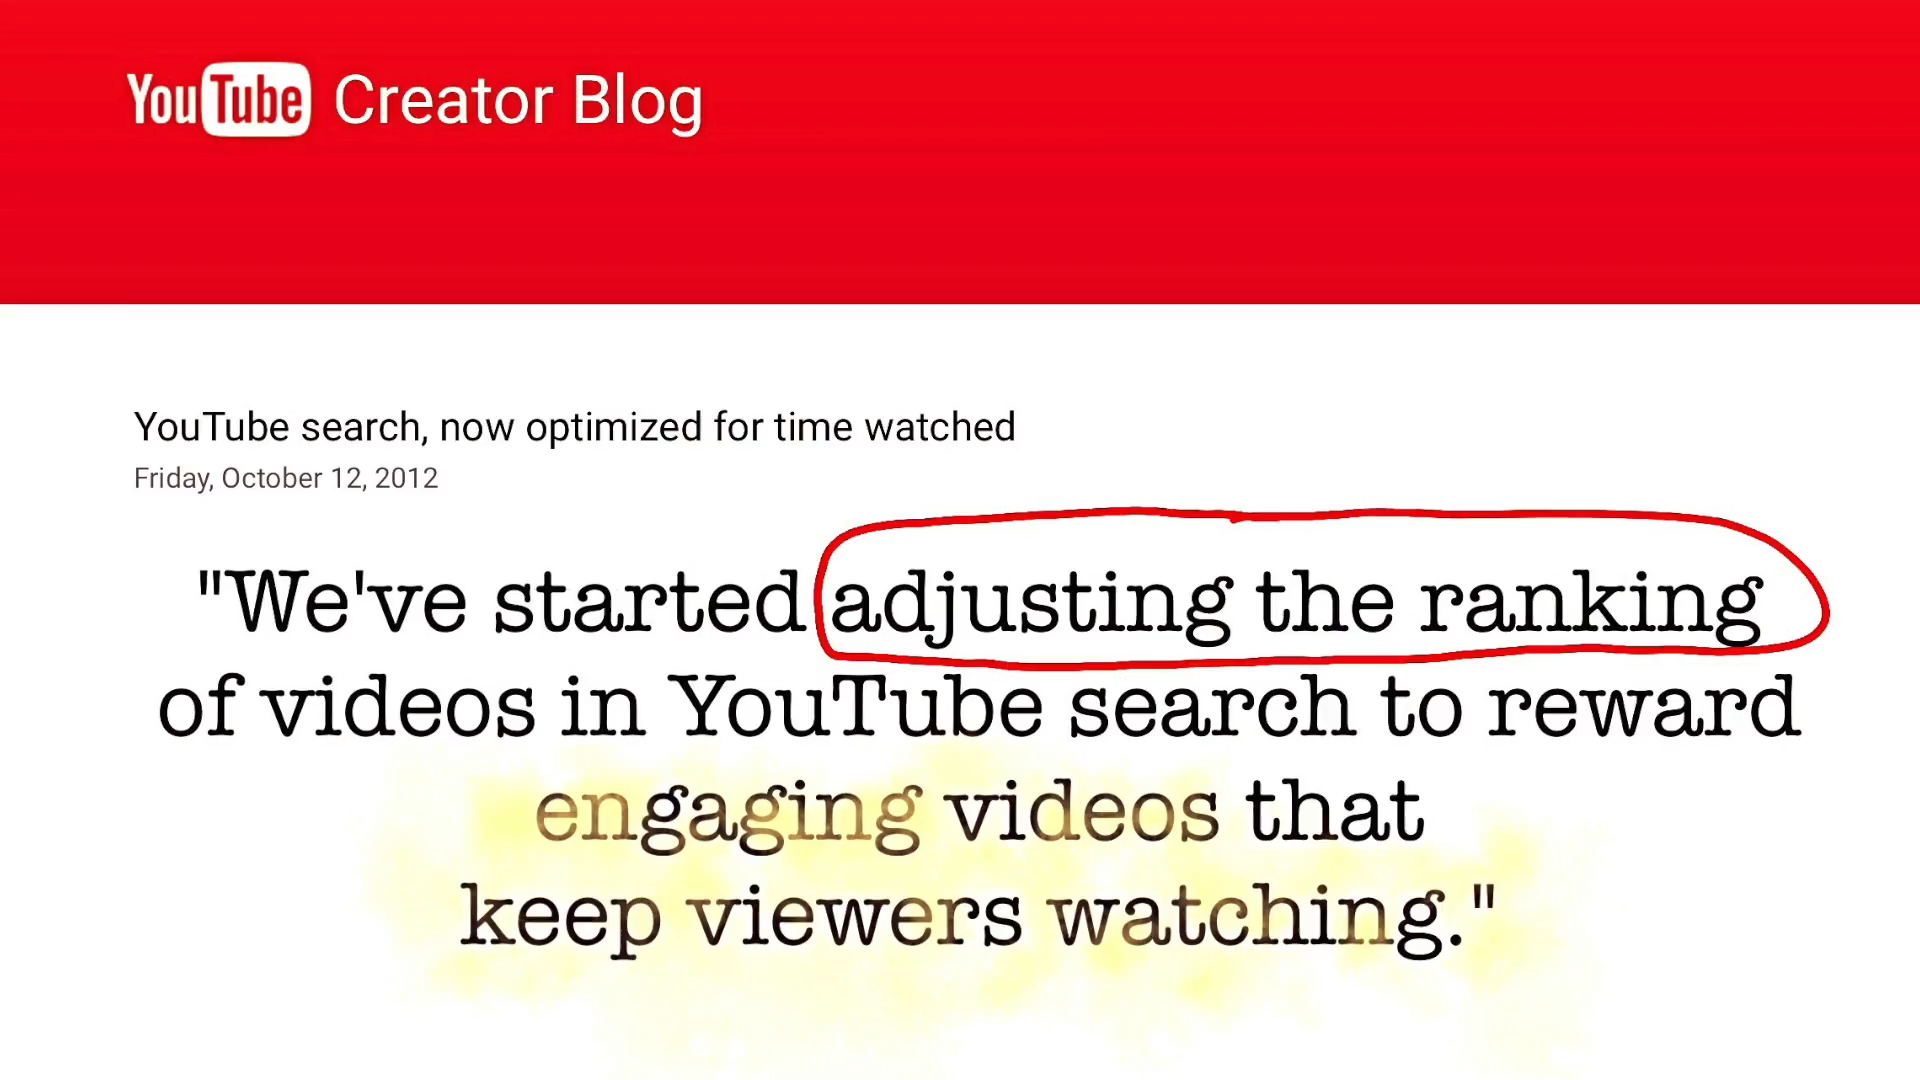 YouTube Creator Blog
YouTube search, now optimized for time watched
Friday, October 12, 2012
"We've started adjusting the ranking
of videos in YouTube search to reward
engaging videos that
keep viewers watching."